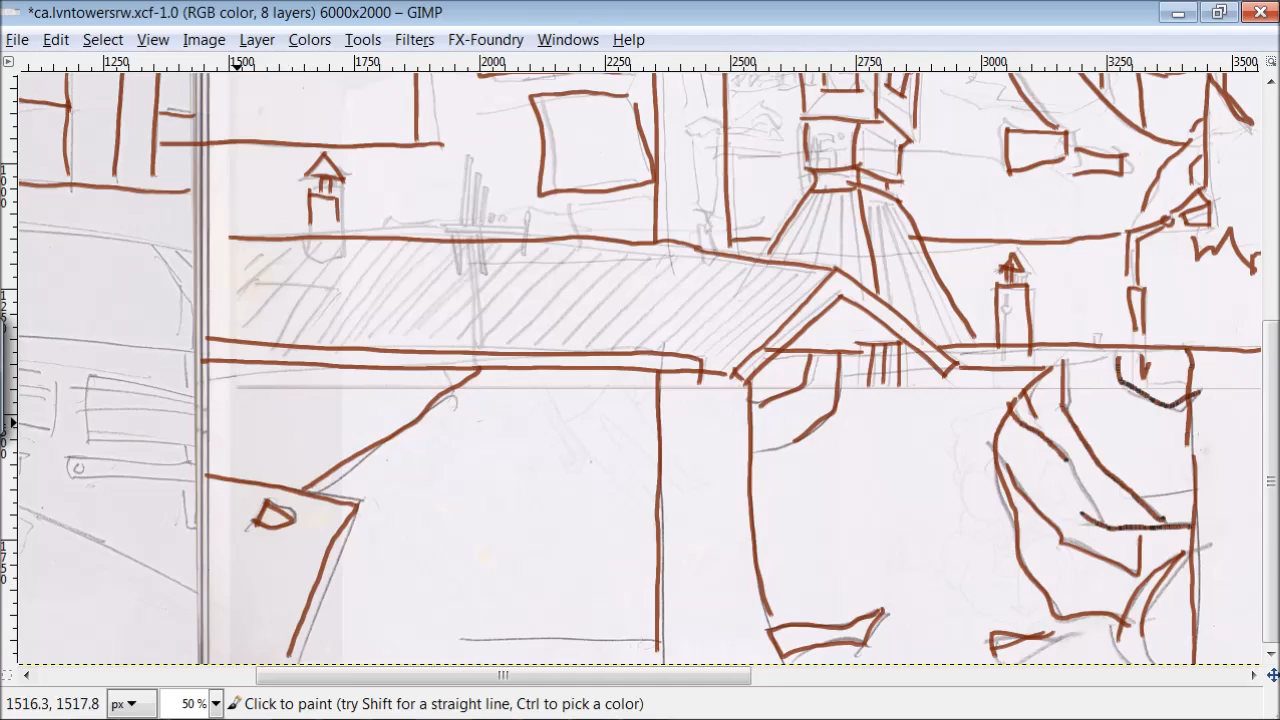 *ca.lvntowersrw.xcf-1.0 (RGB color, 8 layers) 6000x2000 – GIMP
File Edit Select View Image Layer Colors Tools Filters FX-Foundry Windows Help
1250 1500 1750 2000 2250 2500 2750 3000 3250 3500
1516.3, 1517.8 px 50 % Click to paint (try Shift for a straight line, Ctrl to pick a color)